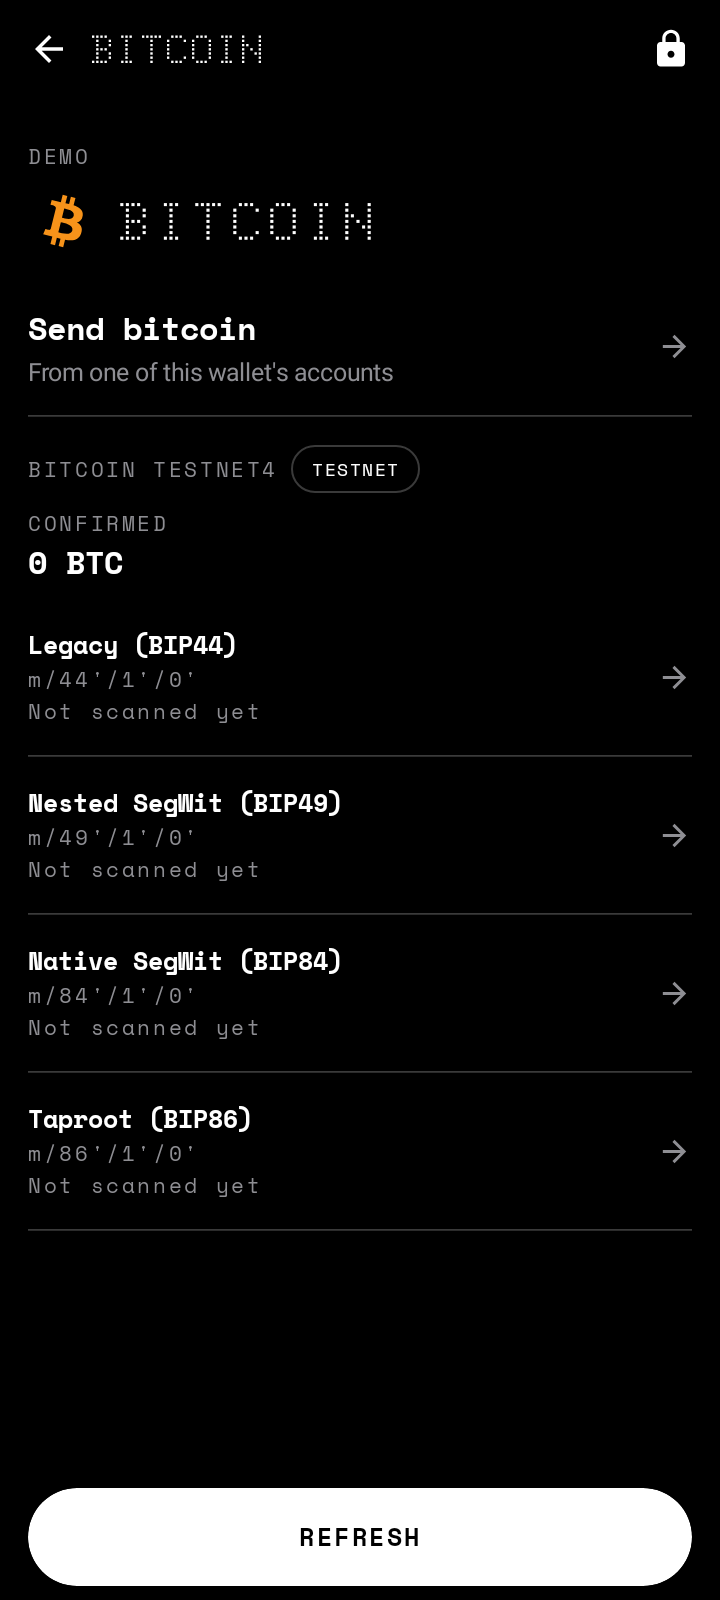 BITCOIN
DEMO
BITCOIN
Send bitcoin
From one of this wallet's accounts
BITCOIN TESTNET4 TESTNET
CONFIRMED
0 BTC
Legacy (BIP44)
m/44'/1'/0'
Not scanned yet
Nested SegWit (BIP49)
m/49'/1'/0'
Not scanned yet
Native SegWit (BIP84)
m/84'/1'/0'
Not scanned yet
Taproot (BIP86)
m/86'/1'/0'
Not scanned yet
REFRESH